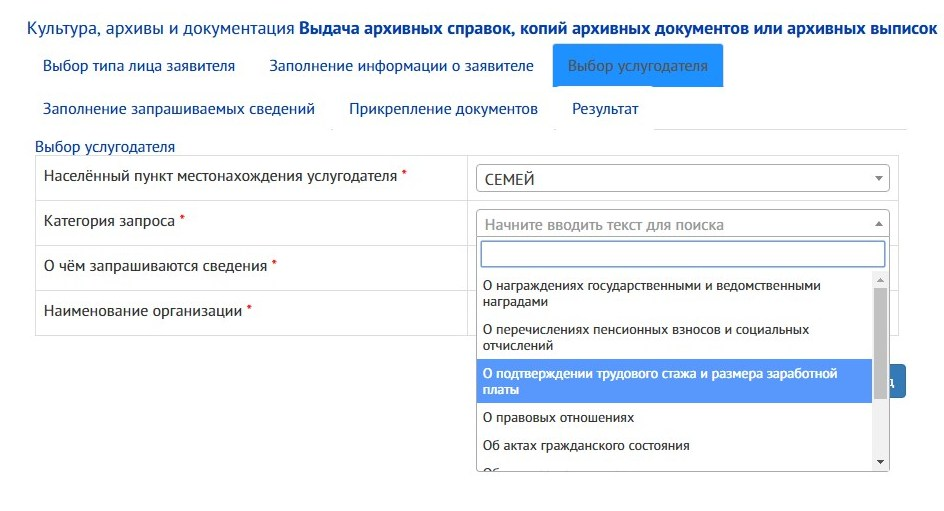 Культура, архивы и документация Выдача архивных справок, копий архивных документов или архивных выписок
Выбор типа лица заявителя Заполнение информации о заявителе Выбор услугодателя
Заполнение запрашиваемых сведений Прикрепление документов Результат
Выбор услугодателя
Населённый пункт местонахождения услугодателя * СЕМЕЙ
Категория запроса * Начните вводить текст для поиска
О чём запрашиваются сведения *
О награждениях государственными и ведомственными
наградами
Наименование организации *
О перечислениях пенсионных взносов и социальных
отчислений
О подтверждении трудового стажа и размера заработной
платы
О правовых отношениях
Об актах гражданского состояния